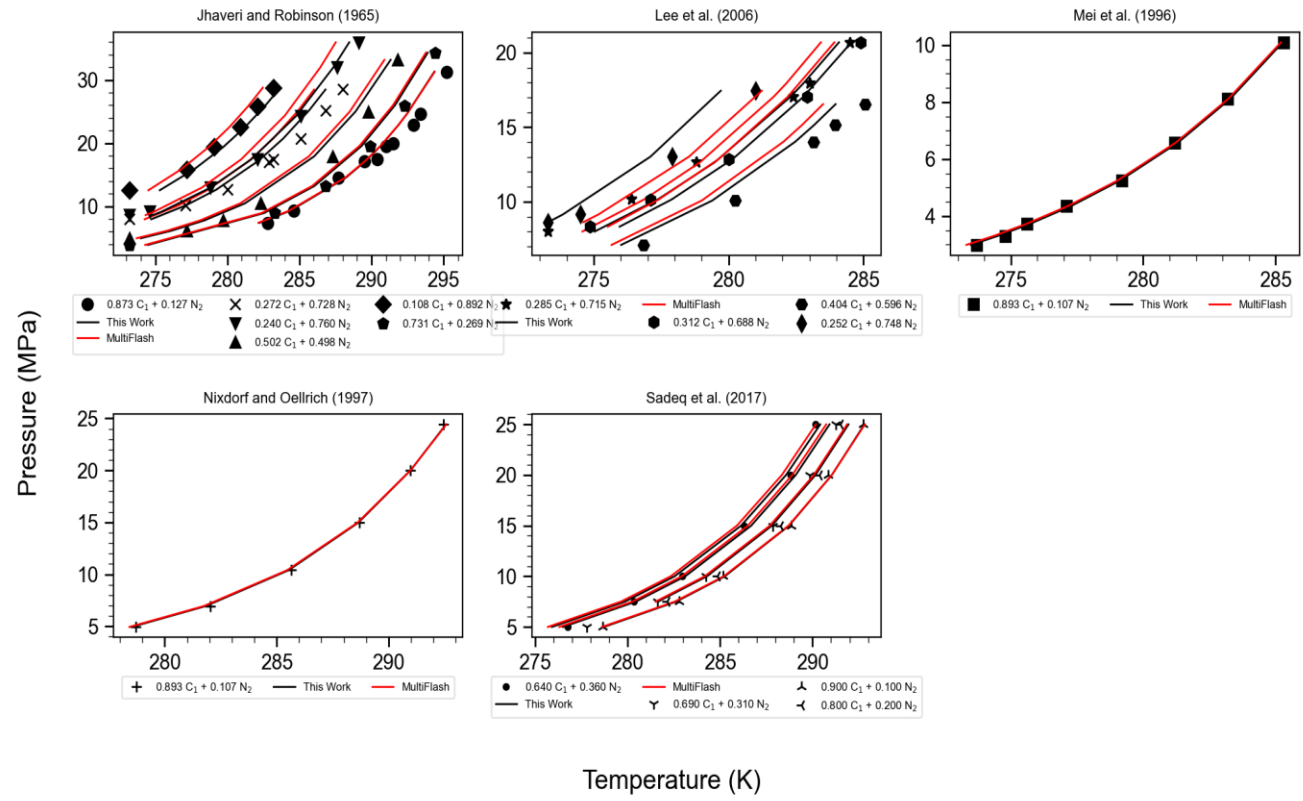 Jhaveri and Robinson (1965)
Lee et al. (2006)
Mei et al. (1996)
30
20
10
275
280
285
290
295
20
15
10
275
280
285
10
8
6
4
275
280
285
0.873 C₁ + 0.127 N₂
This Work
MultiFlash
0.272 C₁ + 0.728 N₂
0.240 C₁ + 0.760 N₂
0.502 C₁ + 0.498 N₂
0.108 C₁ + 0.892 N₂
0.731 C₁ + 0.269 N₂
0.285 C₁ + 0.715 N₂
This Work
MultiFlash
0.312 C₁ + 0.688 N₂
0.404 C₁ + 0.596 N₂
0.252 C₁ + 0.748 N₂
0.893 C₁ + 0.107 N₂
This Work
MultiFlash
Pressure (MPa)
Nixdorf and Oellrich (1997)
Sadeq et al. (2017)
25
20
15
10
5
280
285
290
25
20
15
10
5
275
280
285
290
0.893 C₁ + 0.107 N₂
This Work
MultiFlash
0.640 C₁ + 0.360 N₂
This Work
MultiFlash
0.690 C₁ + 0.310 N₂
0.900 C₁ + 0.100 N₂
0.800 C₁ + 0.200 N₂
Temperature (K)